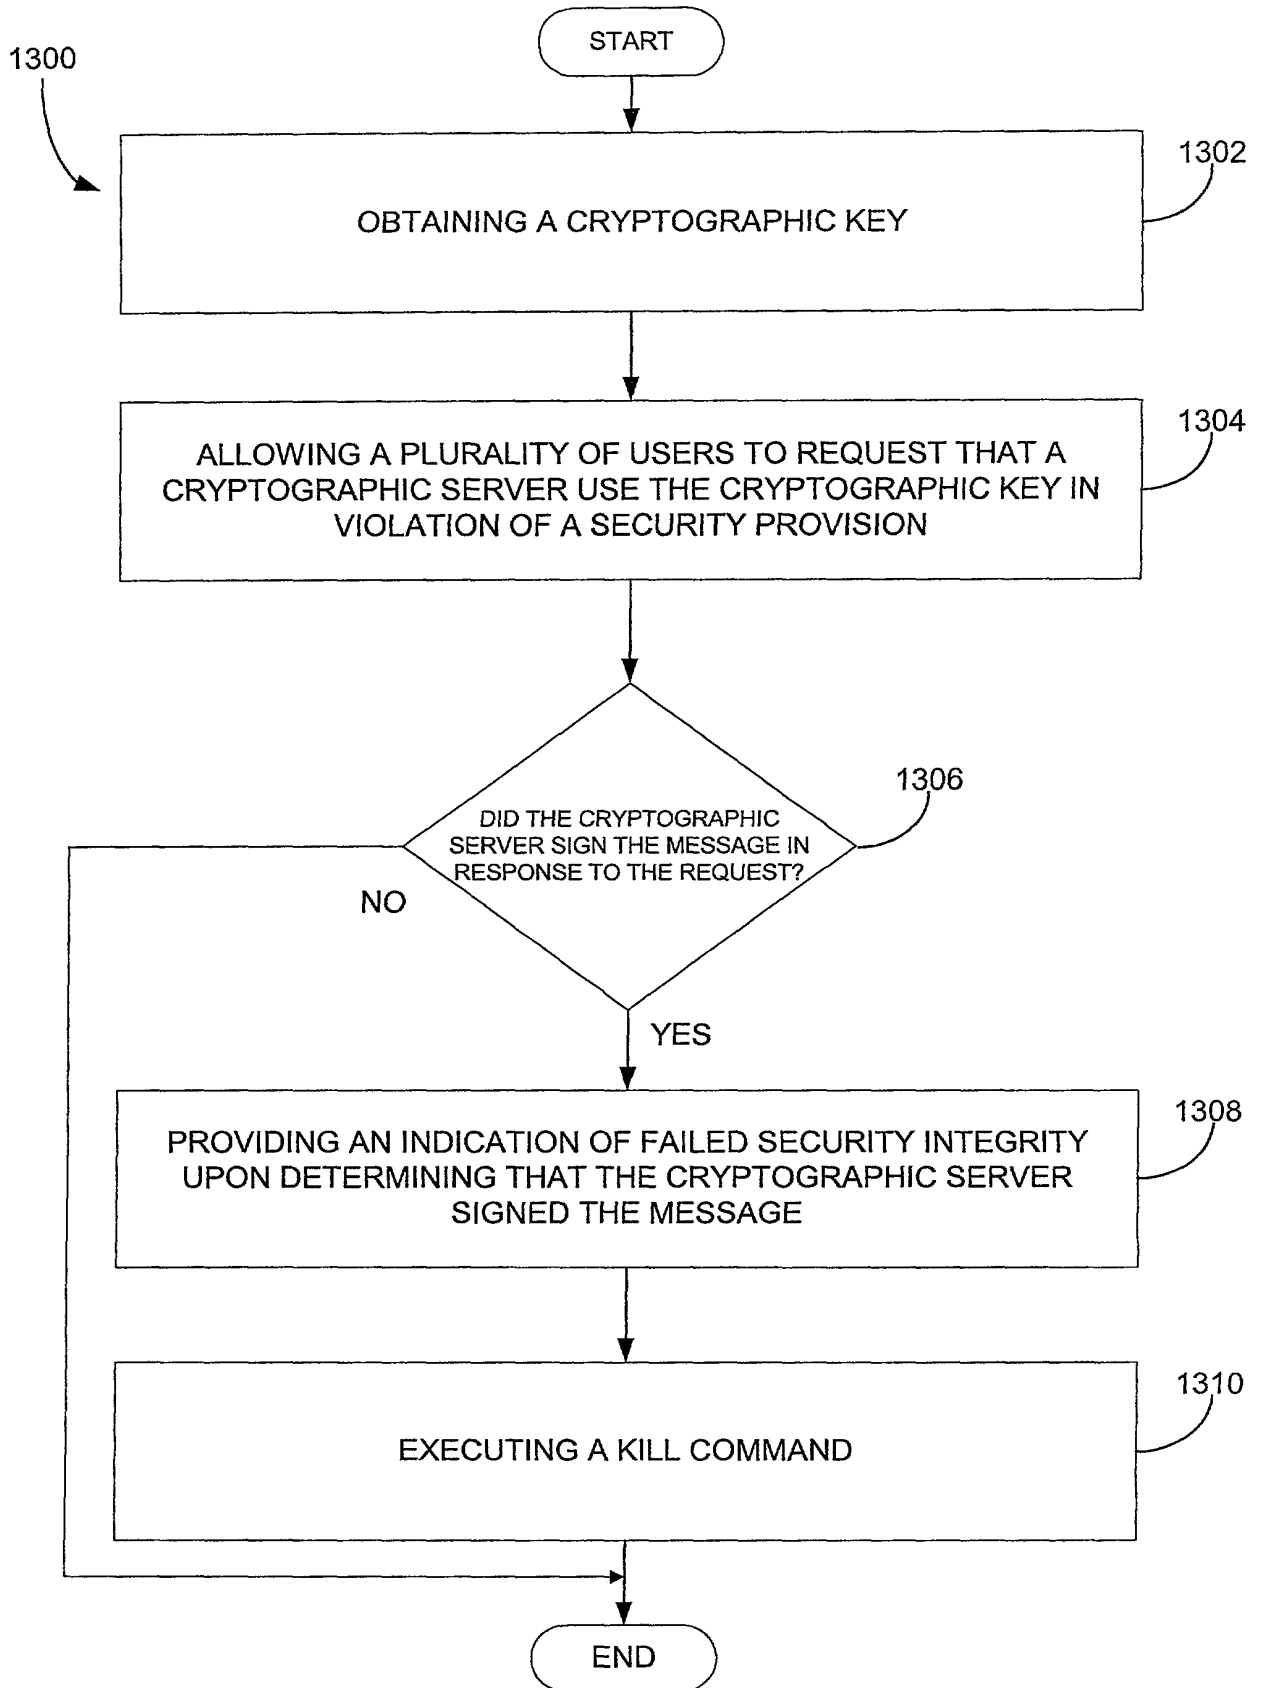 START
1300
1302
OBTAINING A CRYPTOGRAPHIC KEY
1304
ALLOWING A PLURALITY OF USERS TO REQUEST THAT A
CRYPTOGRAPHIC SERVER USE THE CRYPTOGRAPHIC KEY IN
VIOLATION OF A SECURITY PROVISION
1306
DID THE CRYPTOGRAPHIC
SERVER SIGN THE MESSAGE IN
RESPONSE TO THE REQUEST?
NO
YES
1308
PROVIDING AN INDICATION OF FAILED SECURITY INTEGRITY
UPON DETERMINING THAT THE CRYPTOGRAPHIC SERVER
SIGNED THE MESSAGE
1310
EXECUTING A KILL COMMAND
END